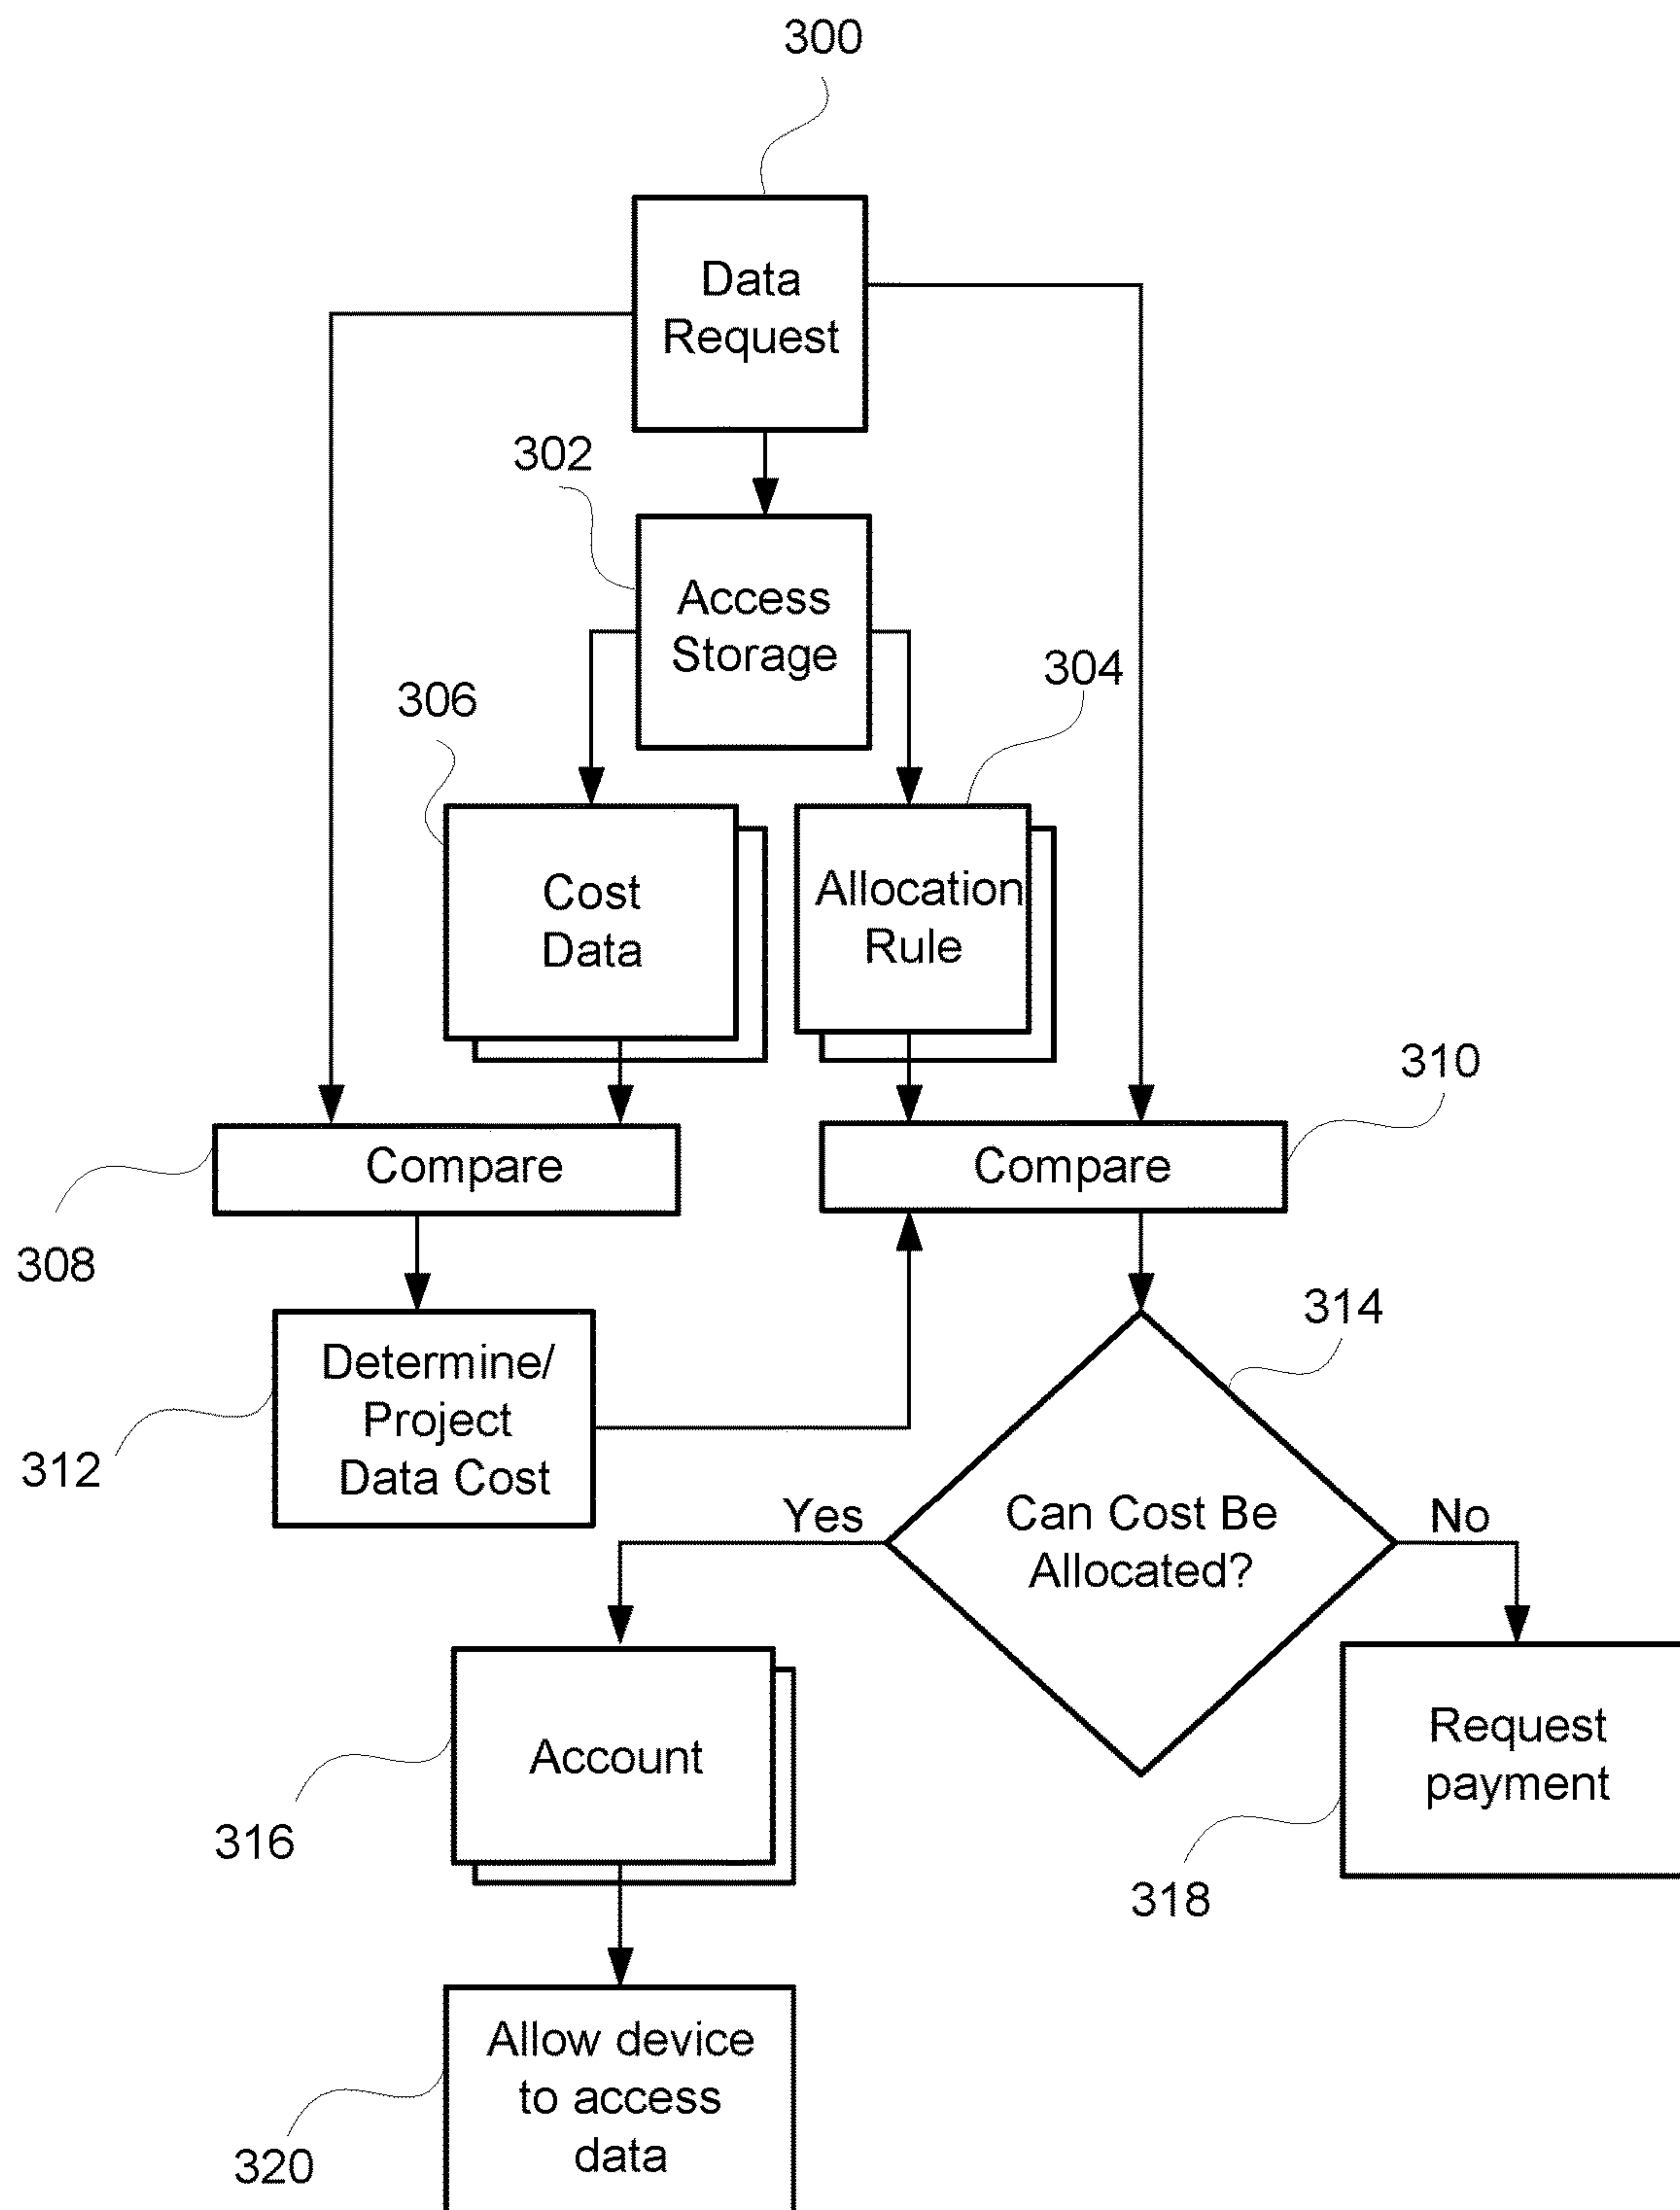 300
Data
Request
302
Access
Storage
304
306
Cost
Data
Allocation
Rule
310
Compare
Compare
308
314
Determine/
Project
Data Cost
312
Yes
Can Cost Be
Allocated?
No
Account
Request
payment
316
318
Allow device
to access
data
320